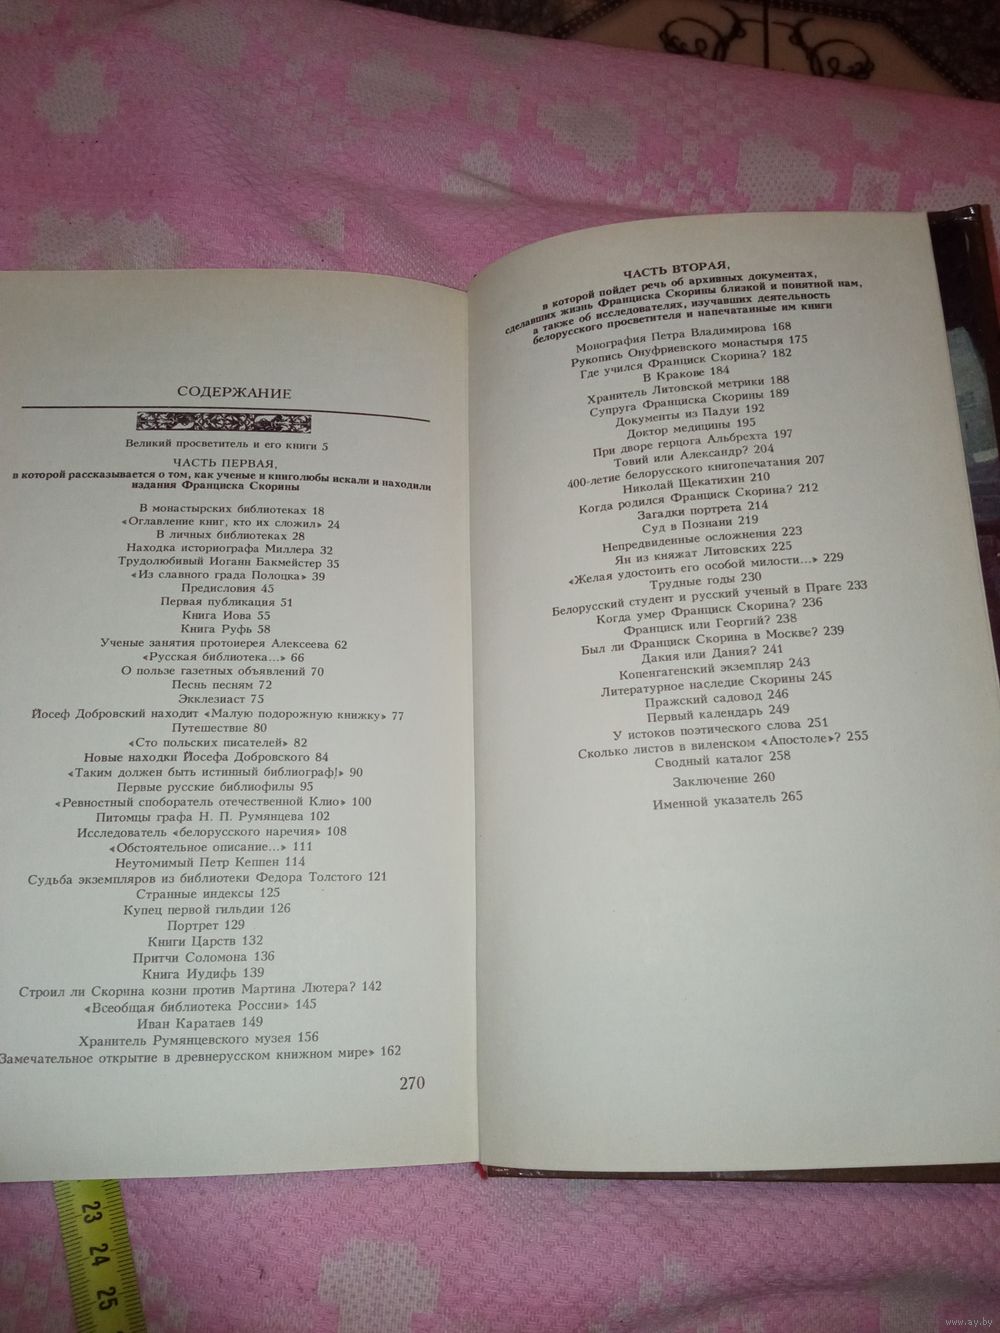 СОДЕРЖАНИЕ
Великий просветитель и его книги 5
ЧАСТЬ ПЕРВАЯ,
в которой рассказывается о том, как ученые и книголюбы искали и находили
издания Франциска Скорины
В монастырских библиотеках 18
«Оглавление книг, кто их сложил» 24
В личных библиотеках 28
Находка историографа Миллера 32
Трудолюбивый Иоганн Бакмейстер 35
«Из славного града Полоцка» 39
Предисловия 45
Первая публикация 51
Книга Иова 55
Книга Руфь 58
Ученые занятия протоиерея Алексеева 62
«Русская библиотека...» 66
О пользе газетных объявлений 70
Песнь песням 72
Экклезиаст 75
Йосеф Добровский находит «Малую подорожную книжку» 77
Путешествие 80
«Сто польских писателей» 82
Новые находки Йосефа Добровского 84
«Таким должен быть истинный библиограф!» 90
Первые русские библиофилы 95
«Ревностный споборатель отечественной Клио» 100
Питомцы графа Н. П. Румянцева 102
Исследователь «белорусского наречия» 108
«Обстоятельное описание...» 111
Неутомимый Петр Кеппен 114
Судьба экземпляров из библиотеки Федора Толстого 121
Странные индексы 125
Купец первой гильдии 126
Портрет 129
Книги Царств 132
Притчи Соломона 136
Книга Иудифь 139
Строил ли Скорина козни против Мартина Лютера? 142
«Всеобщая библиотека России» 145
Иван Каратаев 149
Хранитель Румянцевского музея 156
Замечательное открытие в древнерусском книжном мире» 162
270
ЧАСТЬ ВТОРАЯ,
в которой пойдет речь об архивных документах,
сделавших жизнь Франциска Скорины близкой и понятной нам,
а также об исследователях, изучавших деятельность
белорусского просветителя и напечатанные им книги
Монография Петра Владимирова 168
Рукопись Онуфриевского монастыря 175
Где учился Франциск Скорина? 182
В Кракове 184
Хранитель Литовской метрики 188
Супруга Франциска Скорины 189
Документы из Падуи 192
Доктор медицины 195
При дворе герцога Альбрехта 197
Товий или Александр? 204
400-летие белорусского книгопечатания 207
Николай Щекатихин 210
Когда родился Франциск Скорина? 212
Загадки портрета 214
Суд в Познани 219
Непредвиденные осложнения 223
Ян из княжат Литовских 225
«Желая удостоить его особой милости...» 229
Трудные годы 230
Белорусский студент и русский ученый в Праге 233
Когда умер Франциск Скорина? 236
Франциск или Георгий? 238
Был ли Франциск Скорина в Москве? 239
Дакия или Дания? 241
Копенгагенский экземпляр 243
Литературное наследие Скорины 245
Пражский садовод 246
Первый календарь 249
У истоков поэтического слова 251
Сколько листов в виленском «Апостоле»? 255
Сводный каталог 258
Заключение 260
Именной указатель 265
23
24
25
www.ay.by